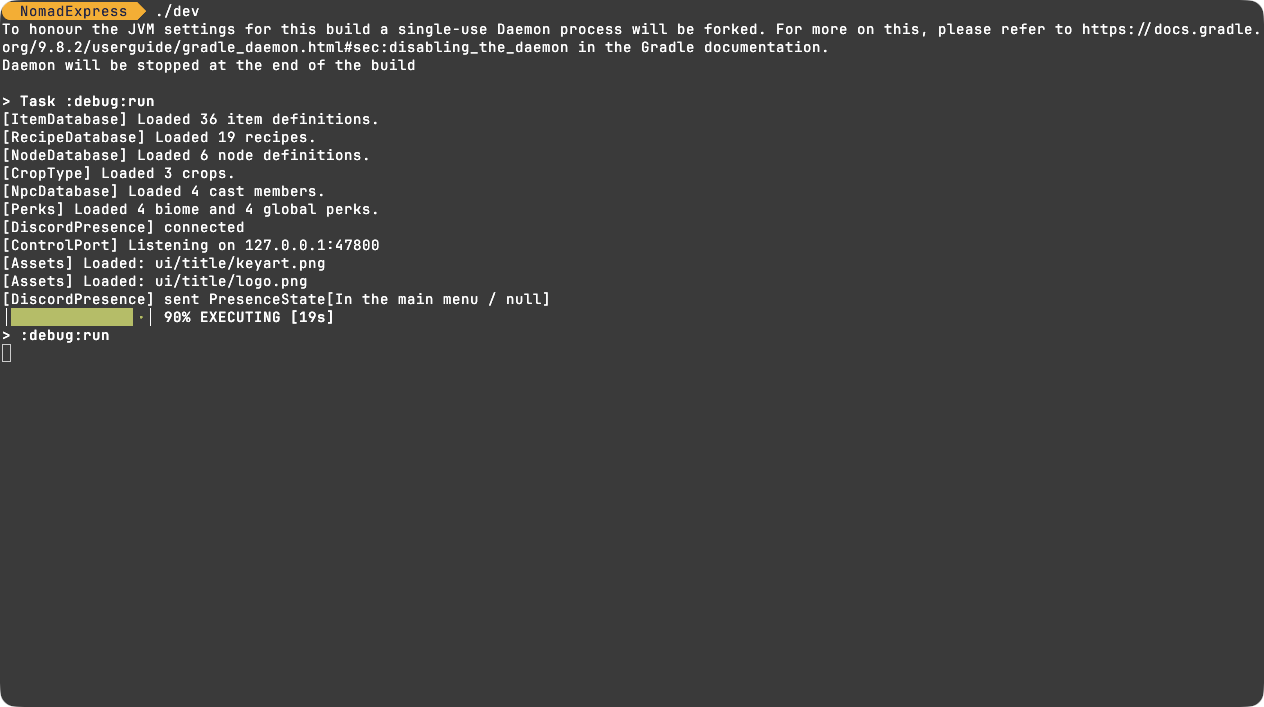 NomadExpress ./dev
To honour the JVM settings for this build a single-use Daemon process will be forked. For more on this, please refer to https://docs.gradle.
org/9.8.2/userguide/gradle_daemon.html#sec:disabling_the_daemon in the Gradle documentation.
Daemon will be stopped at the end of the build
> Task :debug:run
[ItemDatabase] Loaded 36 item definitions.
[RecipeDatabase] Loaded 19 recipes.
[NodeDatabase] Loaded 6 node definitions.
[CropType] Loaded 3 crops.
[NpcDatabase] Loaded 4 cast members.
[Perks] Loaded 4 biome and 4 global perks.
[DiscordPresence] connected
[ControlPort] Listening on 127.0.0.1:47800
[Assets] Loaded: ui/title/keyart.png
[Assets] Loaded: ui/title/logo.png
[DiscordPresence] sent PresenceState[In the main menu / null]
| ·| 90% EXECUTING [19s]
> :debug:run